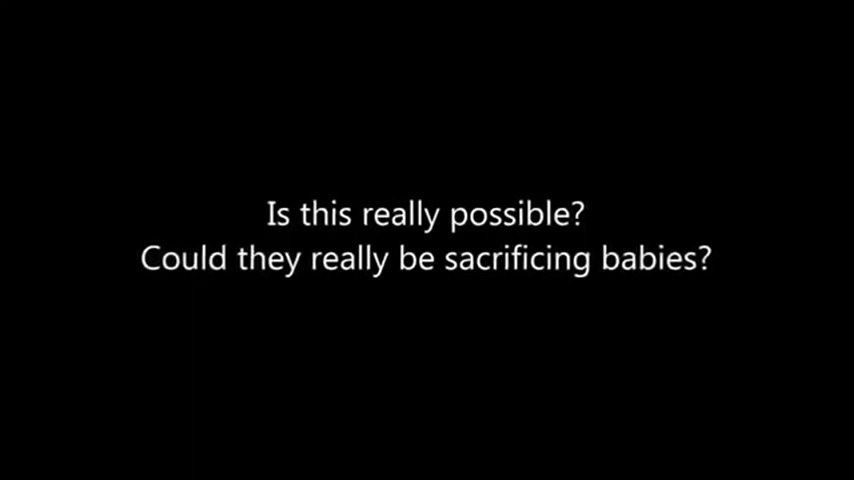 Is this really possible?
Could they really be sacrificing babies?